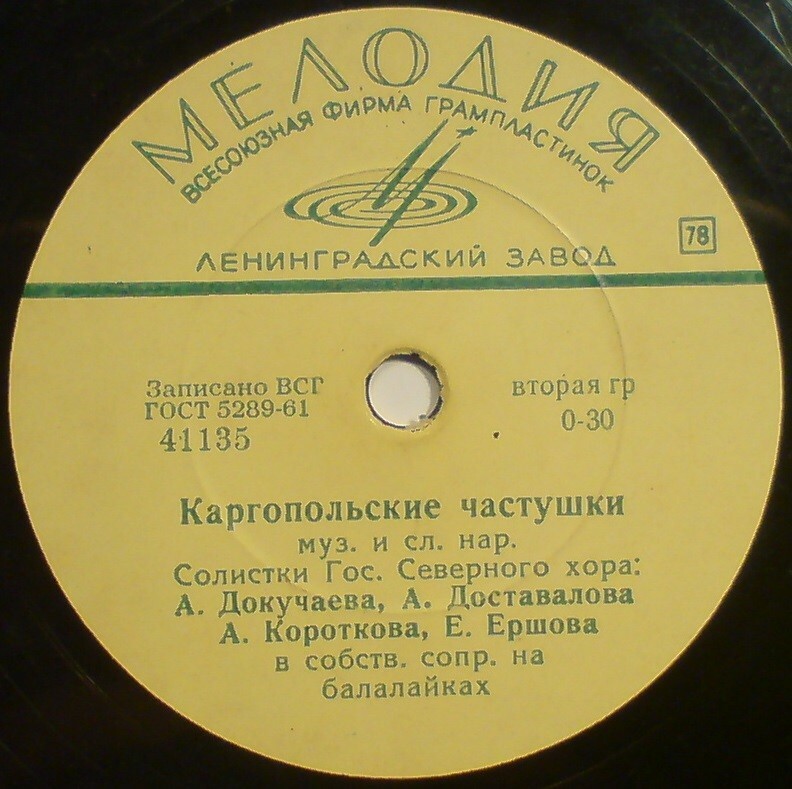 МЕЛОДИЯ
ВСЕСОЮЗНАЯ ФИРМА ГРАМПЛАСТИНОК
78
ЛЕНИНГРАДСКИЙ ЗАВОД
Записано ВСГ
ГОСТ 5289-61
41135
вторая гр
0-30
Каргопольские частушки
муз. и сл. нар.
Солистки Гос. Северного хора:
А. Докучаева, А. Доставалова
А. Короткова, Е. Ершова
в собств. сопр. на
балалайках